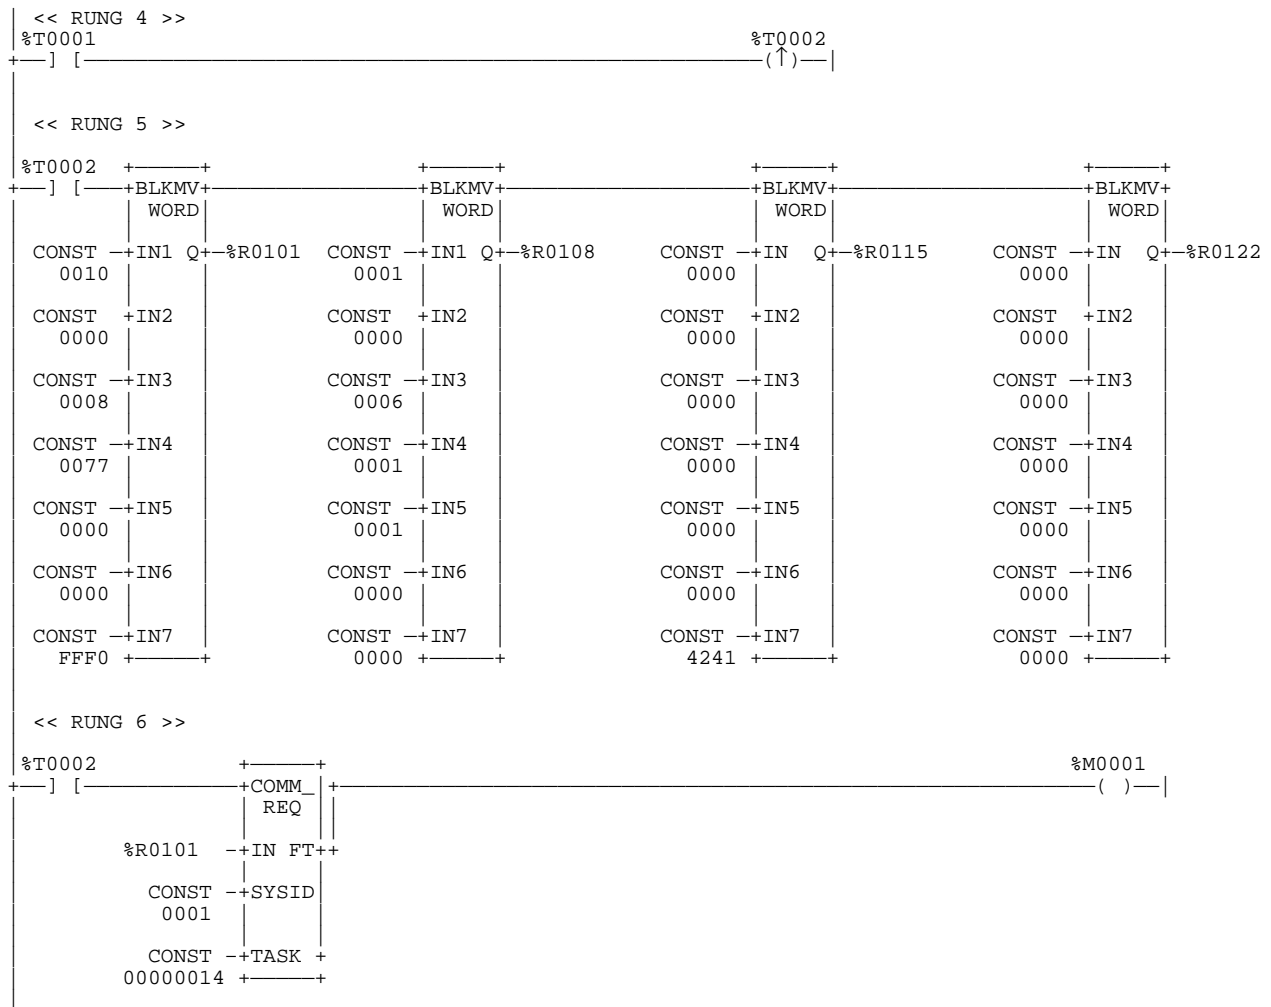 << RUNG 4 >>
%T0001 %T0002
] [ (↑)
<< RUNG 5 >>
%T0002
] [ BLKMV BLKMV BLKMV BLKMV
WORD WORD WORD WORD
CONST IN1 Q %R0101 CONST IN1 Q %R0108 CONST IN Q %R0115 CONST IN Q %R0122
0010 0001 0000 0000
CONST IN2 CONST IN2 CONST IN2 CONST IN2
0000 0000 0000 0000
CONST IN3 CONST IN3 CONST IN3 CONST IN3
0008 0006 0000 0000
CONST IN4 CONST IN4 CONST IN4 CONST IN4
0077 0001 0000 0000
CONST IN5 CONST IN5 CONST IN5 CONST IN5
0000 0001 0000 0000
CONST IN6 CONST IN6 CONST IN6 CONST IN6
0000 0000 0000 0000
CONST IN7 CONST IN7 CONST IN7 CONST IN7
FFF0 0000 4241 0000
<< RUNG 6 >>
%T0002 %M0001
] [ COMM_ ( )
REQ
%R0101 IN FT
CONST SYSID
0001
CONST TASK
00000014